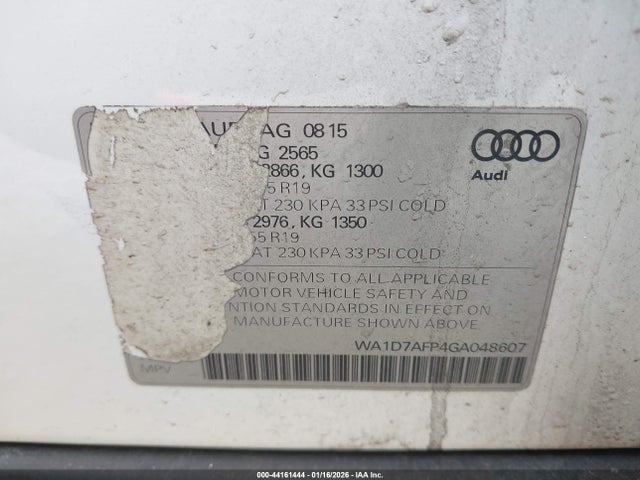 AG 0815
G 2565
2866, KG 1300
5 R19
AT 230 KPA 33 PSI COLD
2976, KG 1350
55 R19
AT 230 KPA 33 PSI COLD
CONFORMS TO ALL APPLICABLE
MOTOR VEHICLE SAFETY AND
NTION STANDARDS IN EFFECT ON
MANUFACTURE SHOWN ABOVE
WA1D7AFP4GA048607
MPV
Audi
000-44161444 - 01/16/2026 - IAA Inc.